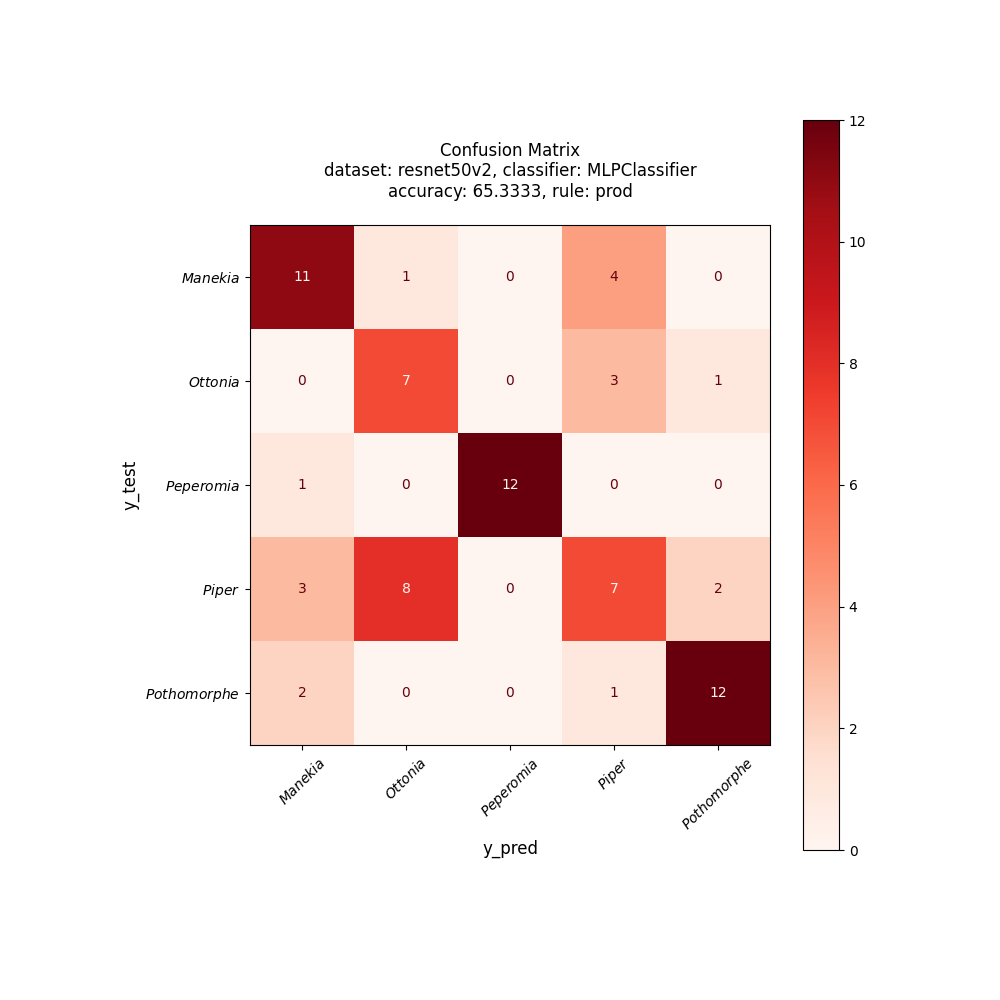 Confusion Matrix
dataset: resnet50v2, classifier: MLPClassifier
accuracy: 65.3333, rule: prod
y_test
Manekia 11 1 0 4 0
Ottonia 0 7 0 3 1
Peperomia 1 0 12 0 0
Piper 3 8 0 7 2
Pothomorphe 2 0 0 1 12
Manekia Ottonia Peperomia Piper Pothomorphe
y_pred
12
10
8
6
4
2
0